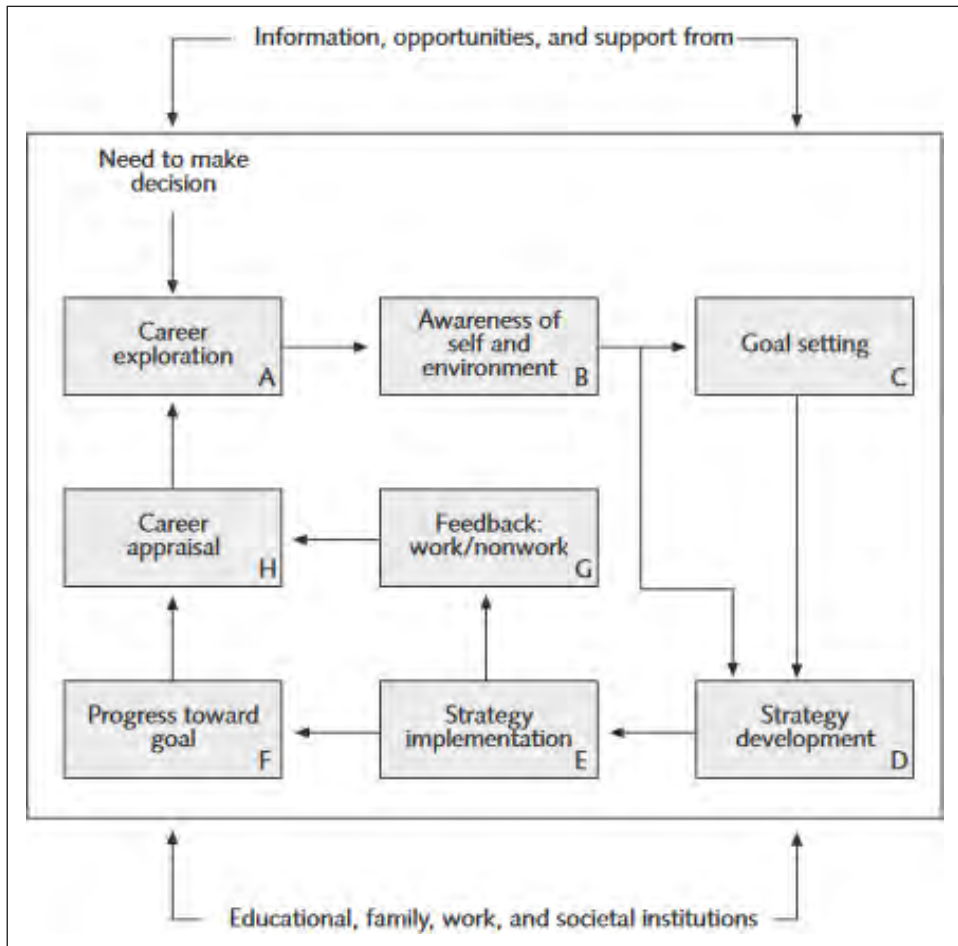 Information, opportunities, and support from
Need to make
decision
Career
exploration
A
Awareness of
self and
environment
B
Goal setting
C
Career
appraisal
H
Feedback:
work/nonwork
G
Progress toward
goal
F
Strategy
implementation
E
Strategy
development
D
Educational, family, work, and societal institutions